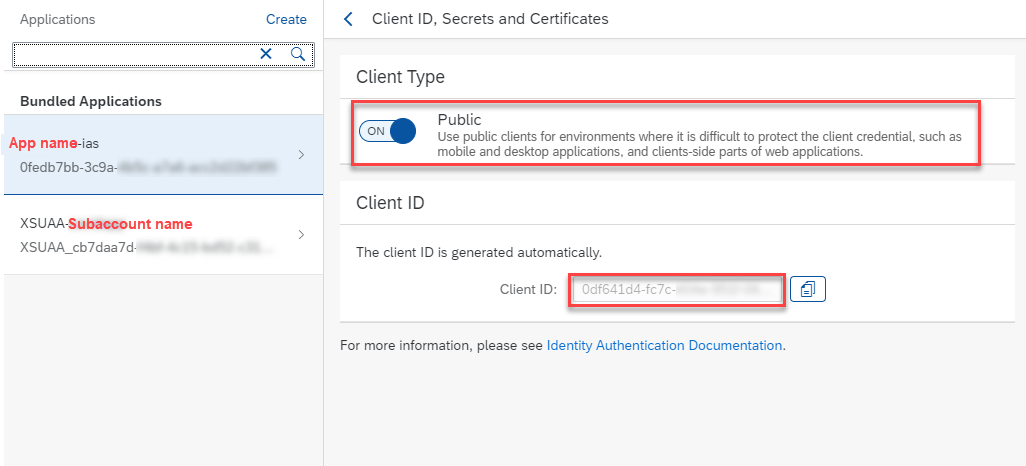 Applications
Create
Bundled Applications
App name-ias
0fedb7bb-3c9a-
XSUAA-Subaccount name
XSUAA_cb7daa7d-
Client ID, Secrets and Certificates
Client Type
ON
Public
Use public clients for environments where it is difficult to protect the client credential, such as
mobile and desktop applications, and clients-side parts of web applications.
Client ID
The client ID is generated automatically.
Client ID:
0df641d4-fc7c-
For more information, please see Identity Authentication Documentation.